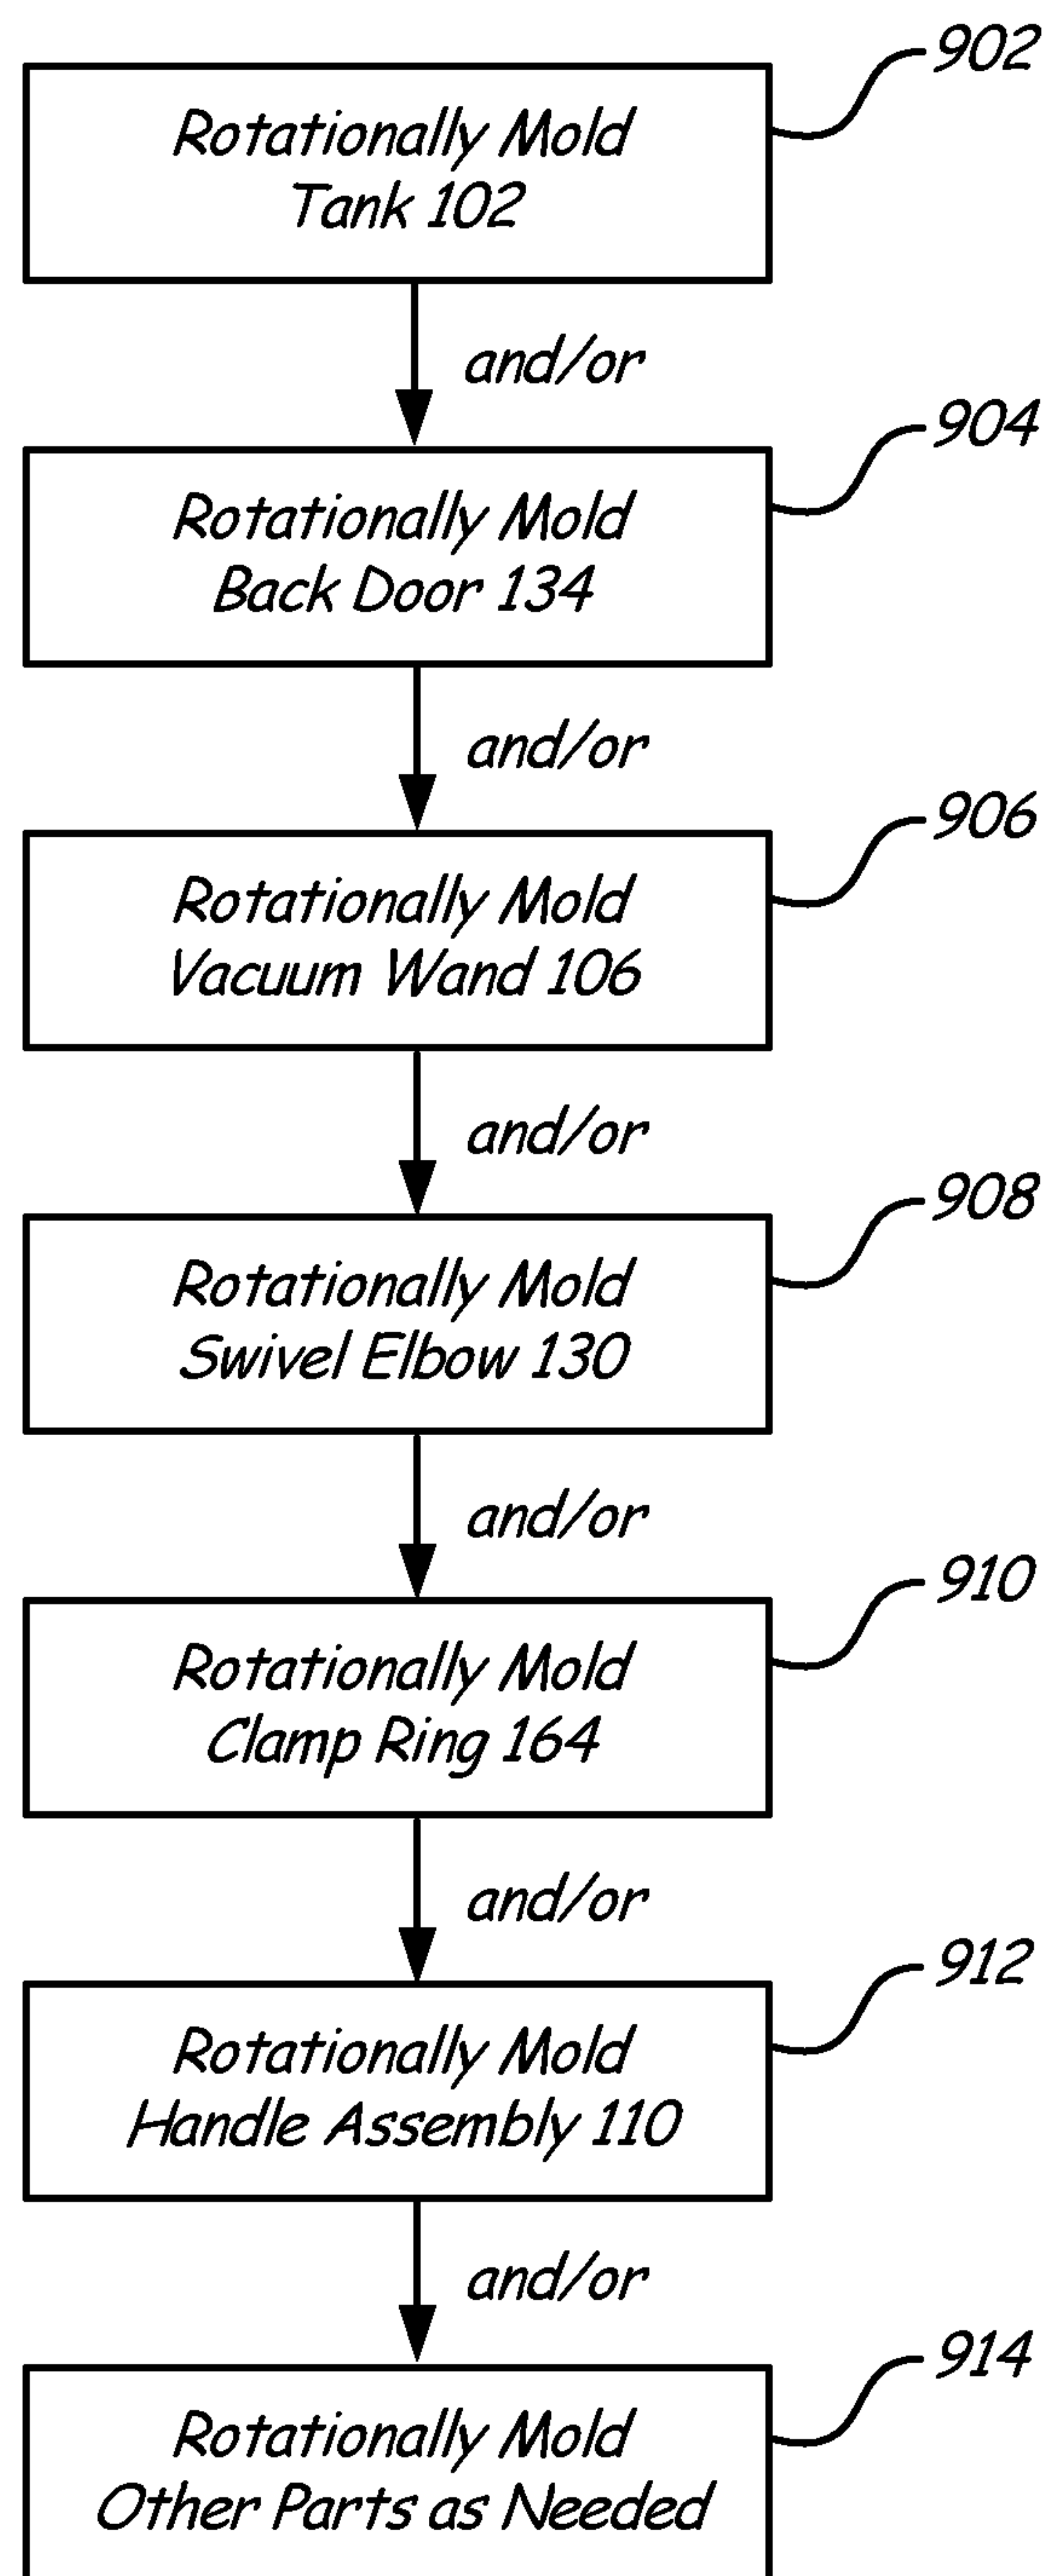 902
Rotationally Mold
Tank 102
and/or
904
Rotationally Mold
Back Door 134
and/or
906
Rotationally Mold
Vacuum Wand 106
and/or
908
Rotationally Mold
Swivel Elbow 130
and/or
910
Rotationally Mold
Clamp Ring 164
and/or
912
Rotationally Mold
Handle Assembly 110
and/or
914
Rotationally Mold
Other Parts as Needed